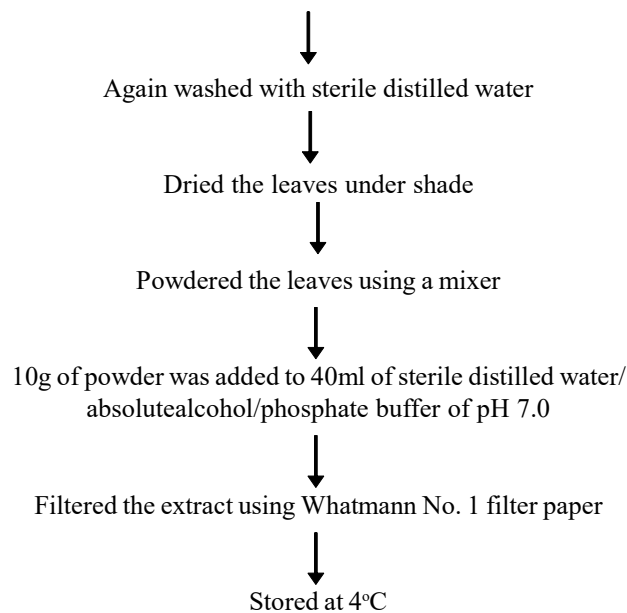 Again washed with sterile distilled water
Dried the leaves under shade
Powdered the leaves using a mixer
10g of powder was added to 40ml of sterile distilled water/
absolutealcohol/phosphate buffer of pH 7.0
Filtered the extract using Whatmann No. 1 filter paper
Stored at 4°C